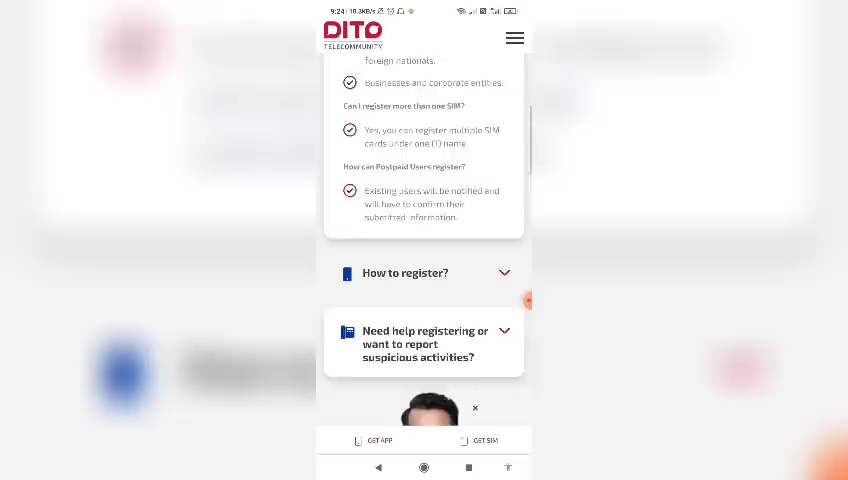 9:24 | 10.3KB/s
DITO
TELECOMMUNITY
foreign nationals.
Businesses and corporate entities.
Can I register more than one SIM?
Yes, you can register multiple SIM
cards under one (1) name.
How can Postpaid Users register?
Existing users will be notified and
will have to confirm their
submitted information.
How to register?
Need help registering or
want to report
suspicious activities?
GET APP
GET SIM